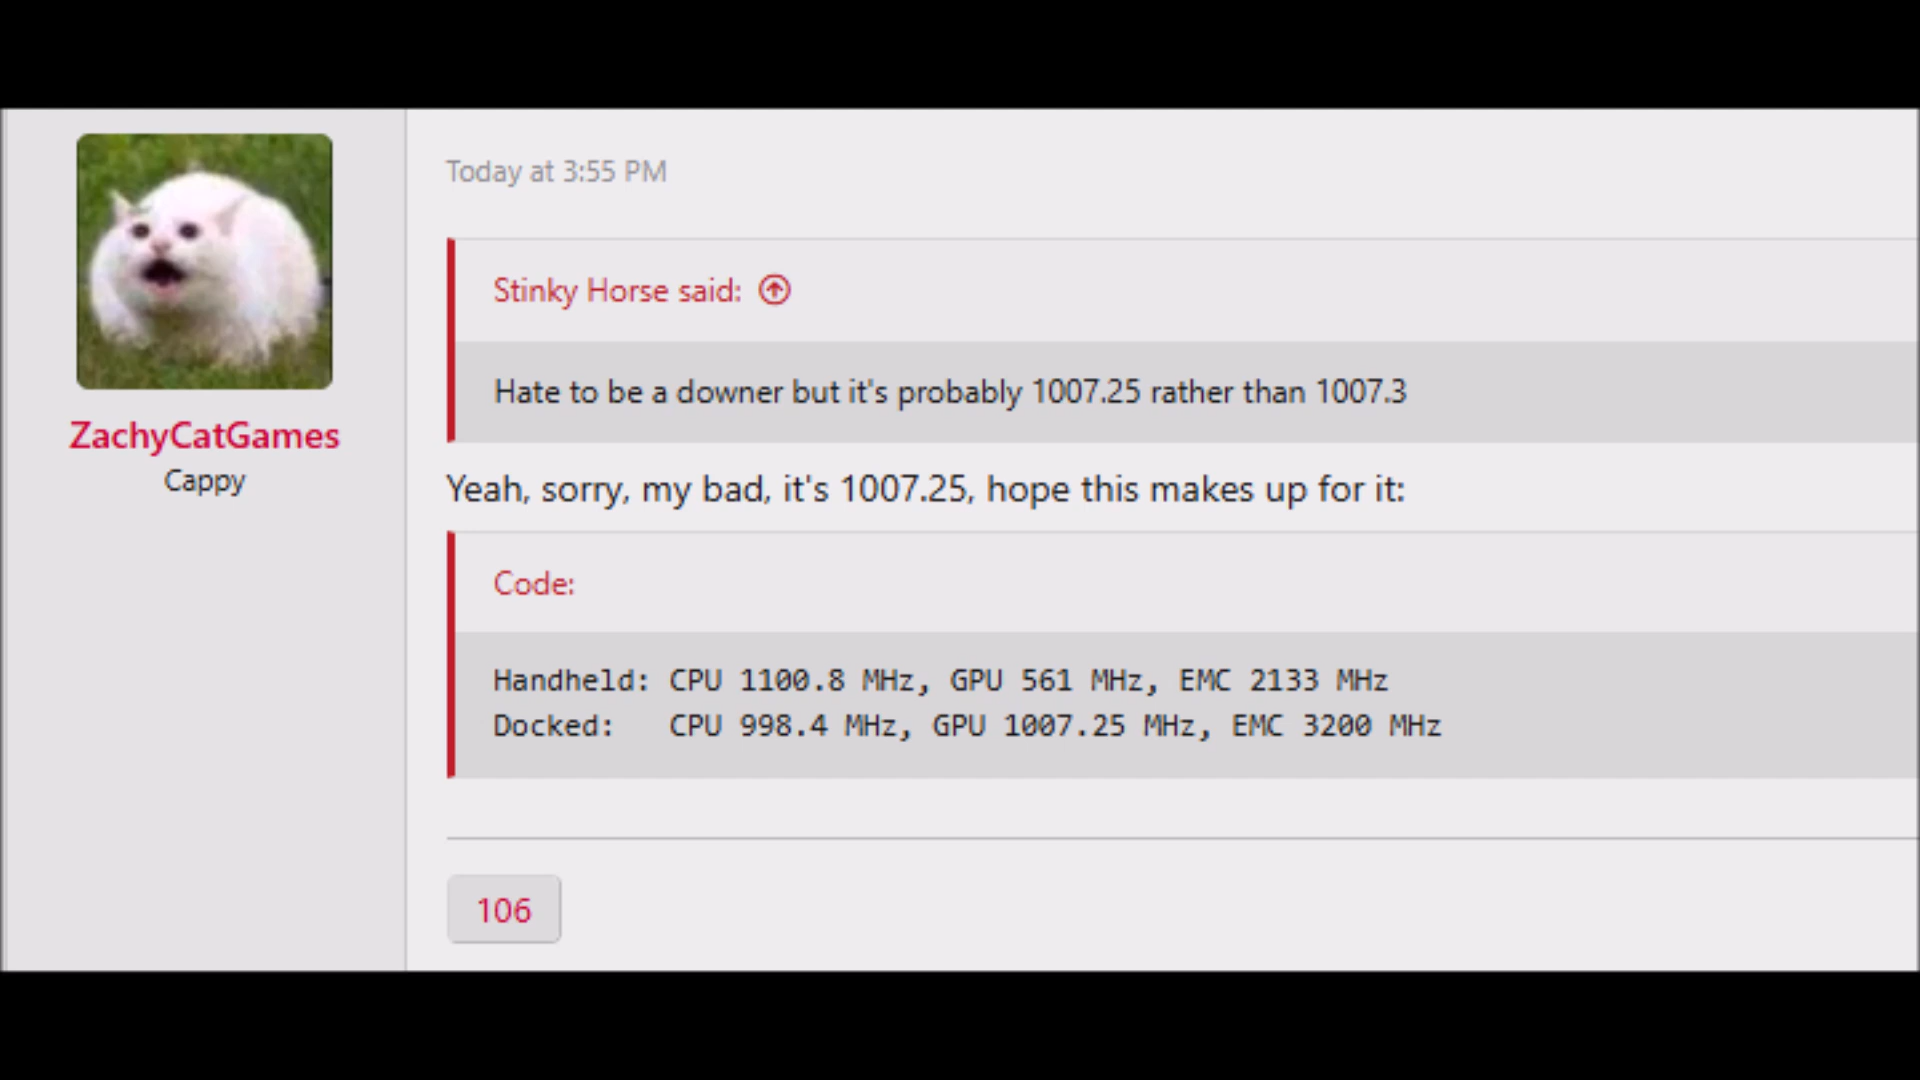 ZachyCatGames
Cappy
Today at 3:55 PM
Stinky Horse said:
Hate to be a downer but it's probably 1007.25 rather than 1007.3
Yeah, sorry, my bad, it's 1007.25, hope this makes up for it:
Code:
Handheld: CPU 1100.8 MHz, GPU 561 MHz, EMC 2133 MHz
Docked:   CPU 998.4 MHz, GPU 1007.25 MHz, EMC 3200 MHz
106